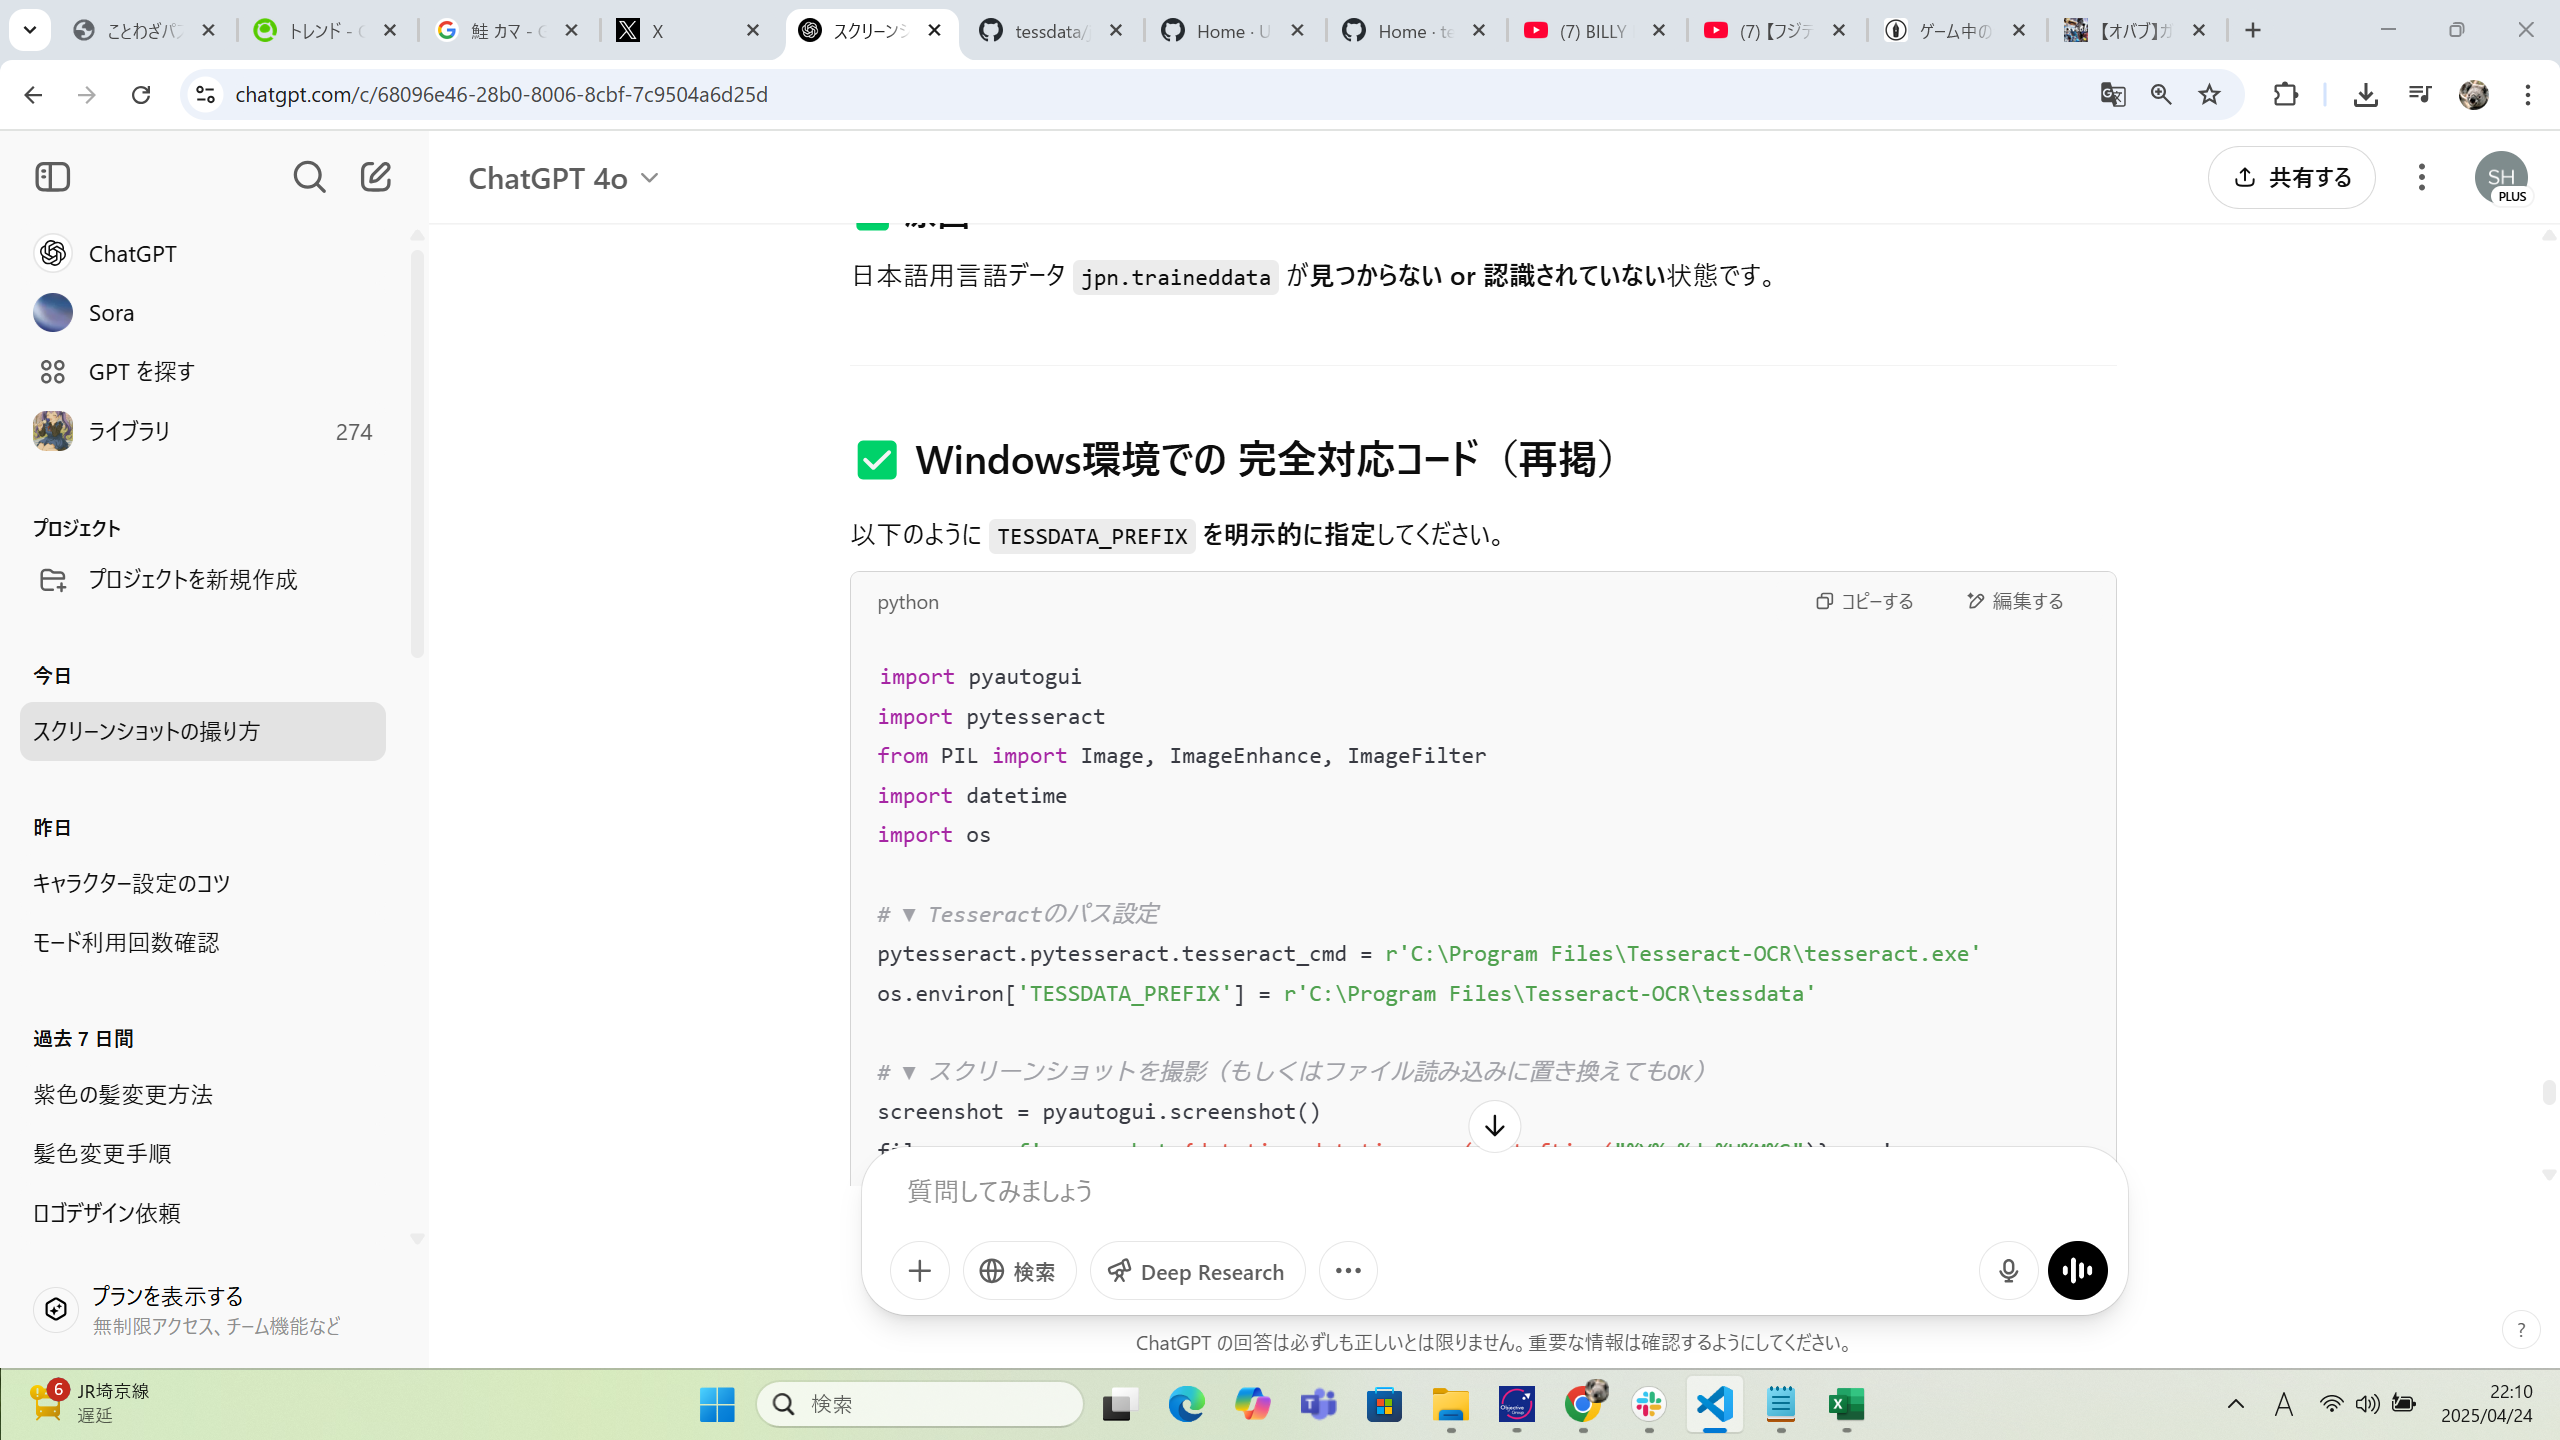 ことわざパズ
トレンド - G
鮭 カマ - G
X
スクリーンシ
tessdata/j
Home · U
Home · te
(7) BILLY
(7) 【フジテ
ゲーム中の
【オバブ】ガ
chatgpt.com/c/68096e46-28b0-8006-8cbf-7c9504a6d25d
ChatGPT 4o
共有する
SH
PLUS
ChatGPT
Sora
GPT を探す
ライブラリ
274
プロジェクト
プロジェクトを新規作成
今日
スクリーンショットの撮り方
昨日
キャラクター設定のコツ
モード利用回数確認
過去 7 日間
紫色の髪変更方法
髪色変更手順
ロゴデザイン依頼
プランを表示する
無制限アクセス、チーム機能など
日本語用言語データ jpn.traineddata が見つからない or 認識されていない状態です。
Windows環境での 完全対応コード（再掲）
以下のように TESSDATA_PREFIX を明示的に指定してください。
python
コピーする
編集する
import pyautogui
import pytesseract
from PIL import Image, ImageEnhance, ImageFilter
import datetime
import os
# ▼ Tesseractのパス設定
pytesseract.pytesseract.tesseract_cmd = r'C:\Program Files\Tesseract-OCR\tesseract.exe'
os.environ['TESSDATA_PREFIX'] = r'C:\Program Files\Tesseract-OCR\tessdata'
# ▼ スクリーンショットを撮影（もしくはファイル読み込みに置き換えてもOK）
screenshot = pyautogui.screenshot()
質問してみましょう
検索
Deep Research
ChatGPT の回答は必ずしも正しいとは限りません。重要な情報は確認するようにしてください。
?
6
JR埼京線
遅延
検索
A
22:10
2025/04/24